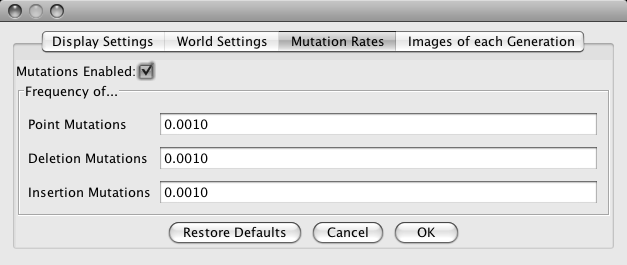 Display Settings World Settings Mutation Rates Images of each Generation
Mutations Enabled:
Frequency of...
Point Mutations 0.0010
Deletion Mutations 0.0010
Insertion Mutations 0.0010
Restore Defaults Cancel OK